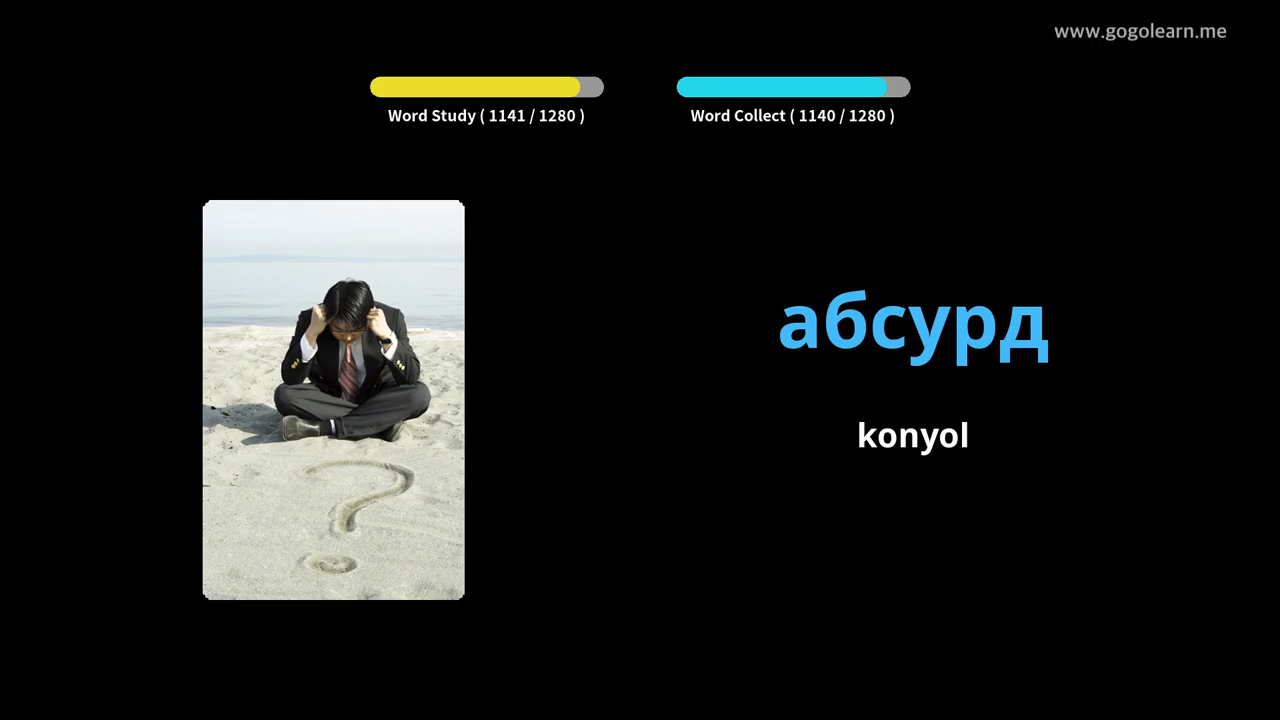 www.gogolearn.me
Word Study ( 1141 / 1280 )
Word Collect ( 1140 / 1280 )
абсурд
konyol
?